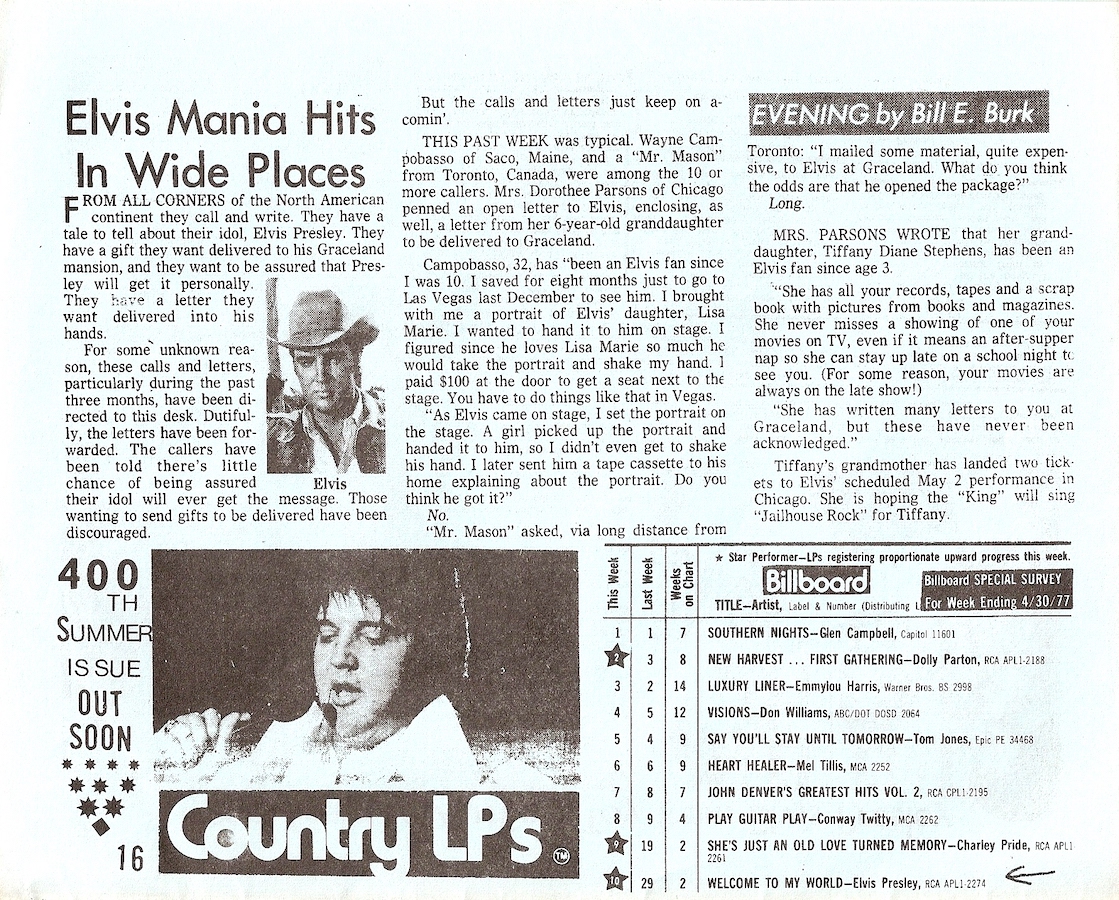 Elvis Mania Hits
In Wide Places
FROM ALL CORNERS of the North American
continent they call and write. They have a
tale to tell about their idol, Elvis Presley. They
have a gift they want delivered to his Graceland
mansion, and they want to be assured that Pres-
ley will get it personally.
They have a letter they
want delivered into his
hands.
For some unknown rea-
son, these calls and letters,
particularly during the past
three months, have been di-
rected to this desk. Dutiful-
ly, the letters have been for-
warded. The callers have
been told there's little
chance of being assured
their idol will ever get the message. Those
wanting to send gifts to be delivered have been
discouraged.
Elvis
But the calls and letters just keep on a-
comin'.
THIS PAST WEEK was typical. Wayne Cam-
pobasso of Saco, Maine, and a "Mr. Mason"
from Toronto, Canada, were among the 10 or
more callers. Mrs. Dorothee Parsons of Chicago
penned an open letter to Elvis, enclosing, as
well, a letter from her 6-year-old granddaughter
to be delivered to Graceland.
Campobasso, 32, has "been an Elvis fan since
I was 10. I saved for eight months just to go to
Las Vegas last December to see him. I brought
with me a portrait of Elvis' daughter, Lisa
Marie. I wanted to hand it to him on stage. I
figured since he loves Lisa Marie so much he
would take the portrait and shake my hand. I
paid $100 at the door to get a seat next to the
stage. You have to do things like that in Vegas.
"As Elvis came on stage, I set the portrait on
the stage. A girl picked up the portrait and
handed it to him, so I didn't even get to shake
his hand. I later sent him a tape cassette to his
home explaining about the portrait. Do you
think he got it?"
No.
"Mr. Mason" asked, via long distance from
EVENING by Bill E. Burk
Toronto: "I mailed some material, quite expen-
sive, to Elvis at Graceland. What do you think
the odds are that he opened the package?"
Long.
MRS. PARSONS WROTE that her grand-
daughter, Tiffany Diane Stephens, has been an
Elvis fan since age 3.
"She has all your records, tapes and a scrap
book with pictures from books and magazines.
She never misses a showing of one of your
movies on TV, even if it means an after-supper
nap so she can stay up late on a school night to
see you. (For some reason, your movies are
always on the late show!)
"She has written many letters to you at
Graceland, but these have never been
acknowledged."
Tiffany's grandmother has landed two tick-
ets to Elvis' scheduled May 2 performance in
Chicago. She is hoping the "King" will sing
"Jailhouse Rock" for Tiffany.
400
TH
SUMMER
ISSUE
OUT
SOON
16
Country LPs TM
This Week
Last Week
Weeks on Chart
★ Star Performer—LPs registering proportionate upward progress this week.
Billboard
Billboard SPECIAL SURVEY
For Week Ending 4/30/77
TITLE—Artist, Label & Number (Distributing L
1 1 7 SOUTHERN NIGHTS—Glen Campbell, Capitol 11601
2 3 8 NEW HARVEST ... FIRST GATHERING—Dolly Parton, RCA APL1-2188
3 2 14 LUXURY LINER—Emmylou Harris, Warner Bros. BS 2998
4 5 12 VISIONS—Don Williams, ABC/DOT DOSD 2064
5 4 9 SAY YOU'LL STAY UNTIL TOMORROW—Tom Jones, Epic PE 34468
6 6 9 HEART HEALER—Mel Tillis, MCA 2252
7 8 7 JOHN DENVER'S GREATEST HITS VOL. 2, RCA CPL1-2195
8 9 4 PLAY GUITAR PLAY—Conway Twitty, MCA 2262
9 19 2 SHE'S JUST AN OLD LOVE TURNED MEMORY—Charley Pride, RCA APL1-
2261
10 29 2 WELCOME TO MY WORLD—Elvis Presley, RCA APL1-2274